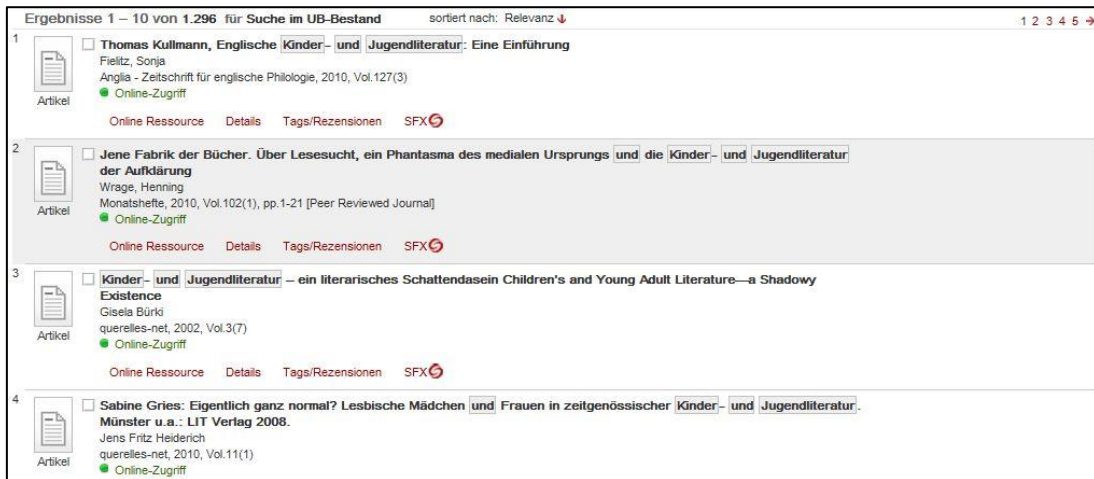 Ergebnisse 1 – 10 von 1.296 für Suche im UB-Bestand sortiert nach: Relevanz 1 2 3 4 5
1
Thomas Kullmann, Englische Kinder- und Jugendliteratur: Eine Einführung
Fielitz, Sonja
Anglia - Zeitschrift für englische Philologie, 2010, Vol.127(3)
Online-Zugriff
Artikel
Online Ressource Details Tags/Rezensionen SFX
2
Jene Fabrik der Bücher. Über Lesesucht, ein Phantasma des medialen Ursprungs und die Kinder- und Jugendliteratur
der Aufklärung
Wrage, Henning
Monatshefte, 2010, Vol.102(1), pp.1-21 [Peer Reviewed Journal]
Artikel
Online-Zugriff
Online Ressource Details Tags/Rezensionen SFX
3
Kinder- und Jugendliteratur – ein literarisches Schattendasein Children's and Young Adult Literature—a Shadowy
Existence
Gisela Bürki
querelles-net, 2002, Vol.3(7)
Artikel
Online-Zugriff
Online Ressource Details Tags/Rezensionen SFX
4
Sabine Gries: Eigentlich ganz normal? Lesbische Mädchen und Frauen in zeitgenössischer Kinder- und Jugendliteratur.
Münster u.a.: LIT Verlag 2008.
Jens Fritz Heiderich
querelles-net, 2010, Vol.11(1)
Artikel
Online-Zugriff